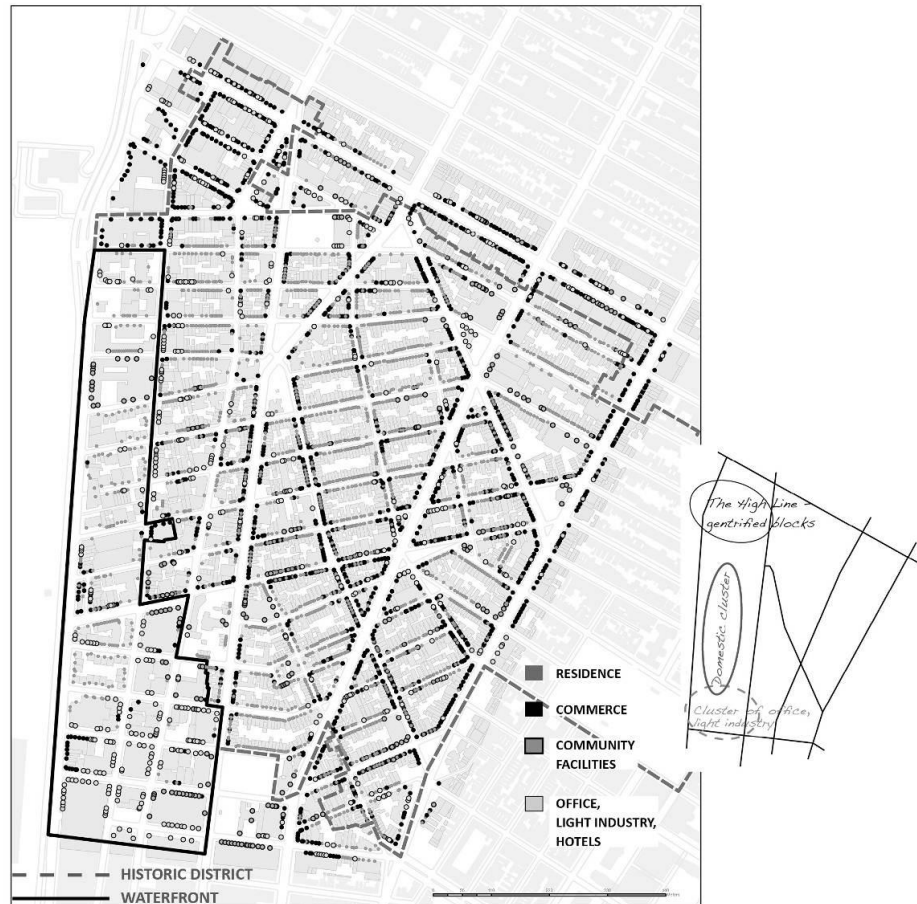 The High Line -
gentrified blocks
Domestic cluster
Cluster of office,
light industry
RESIDENCE
COMMERCE
COMMUNITY
FACILITIES
OFFICE,
LIGHT INDUSTRY,
HOTELS
HISTORIC DISTRICT
WATERFRONT